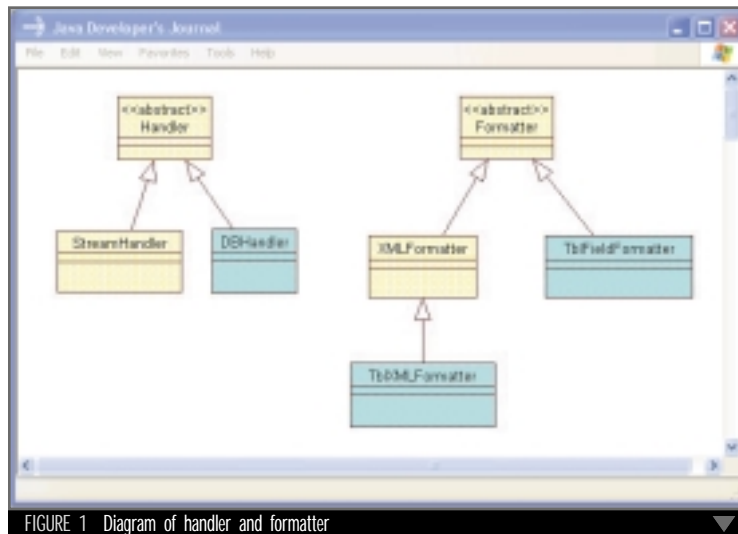 Java Developer's Journal
File Edit View Favorites Tools Help
<<abstract>>
Handler
<<abstract>>
Formatter
StreamHandler
DBHandler
XMLFormatter
TblFieldFormatter
TblXMLFormatter
FIGURE 1 Diagram of handler and formatter